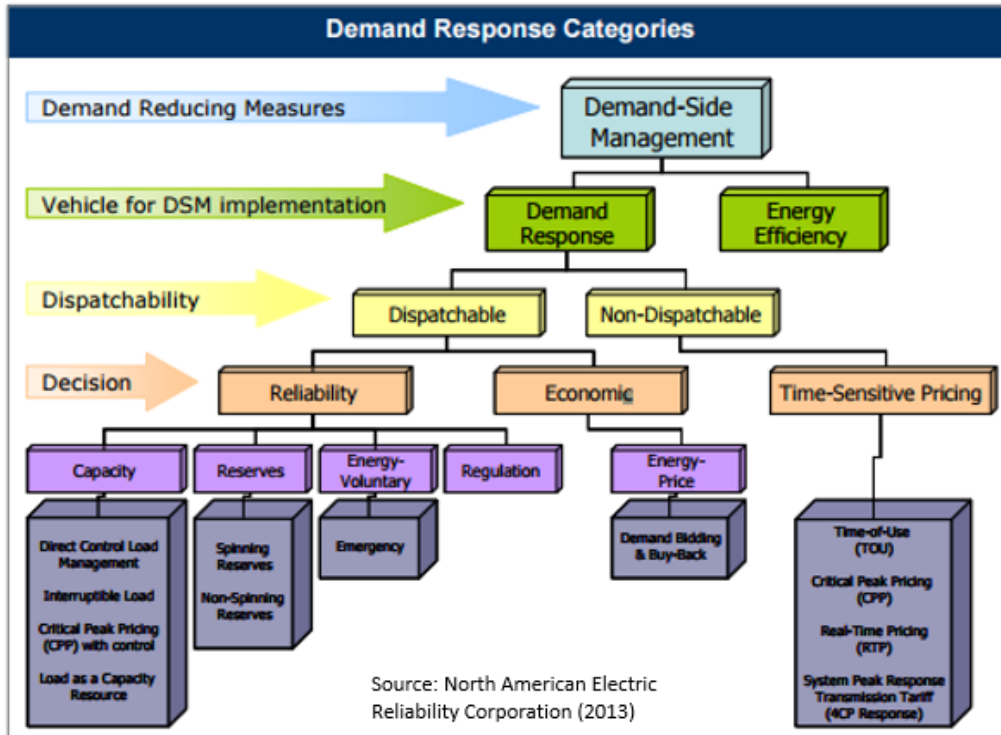 Demand Response Categories
Demand Reducing Measures
Demand-Side
Management
Vehicle for DSM implementation
Demand
Response
Energy
Efficiency
Dispatchability
Dispatchable
Non-Dispatchable
Decision
Reliability
Economic
Time-Sensitive Pricing
Capacity
Reserves
Energy-
Voluntary
Regulation
Energy-
Price
Direct Control Load
Management
Interruptible Load
Critical Peak Pricing
(CPP) with control
Load as a Capacity
Resource
Spinning
Reserves
Non-Spinning
Reserves
Emergency
Demand Bidding
& Buy-Back
Time-of-Use
(TOU)
Critical Peak Pricing
(CPP)
Real-Time Pricing
(RTP)
System Peak Response
Transmission Tariff
(4CP Response)
Source: North American Electric
Reliability Corporation (2013)